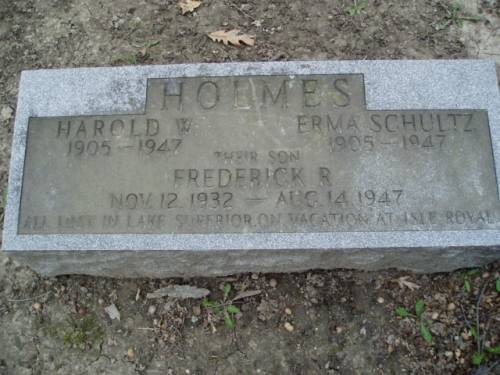 HOLMES
HAROLD W. ERMA SCHULTZ
1905 — 1947 1905 — 1947
THEIR SON
FREDERICK R.
NOV. 12, 1932 — AUG. 14, 1947
ALL LOST IN LAKE SUPERIOR, ON VACATION AT ISLE ROYAL